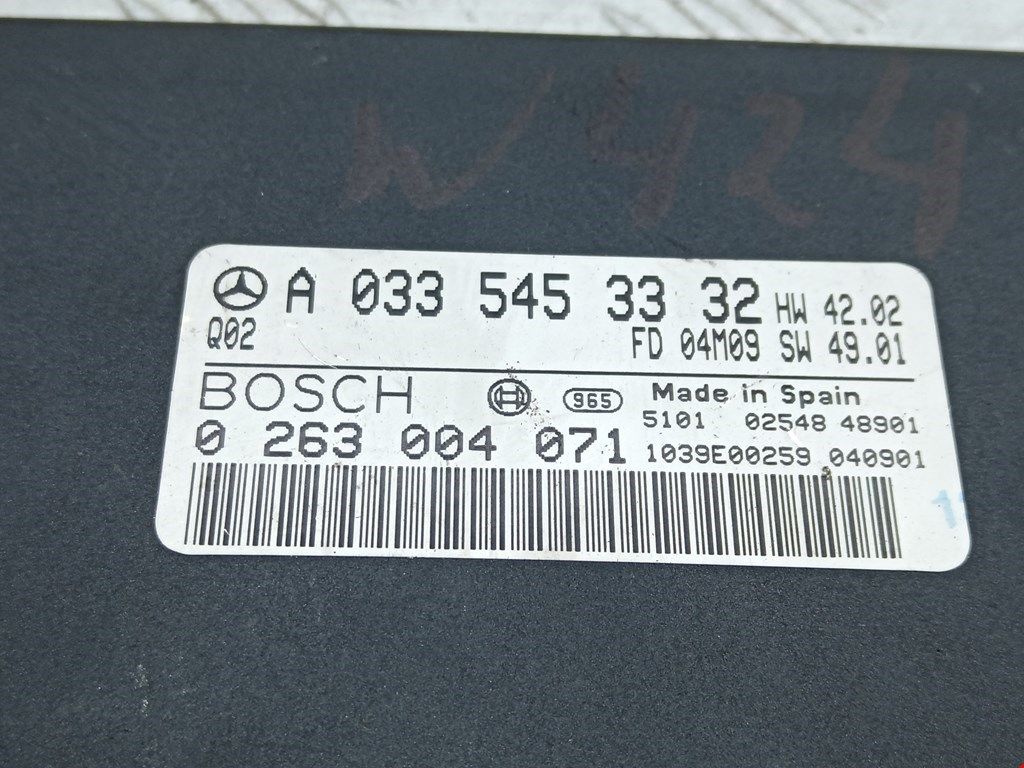 W 424
A 033 545 33 32 HW 42.02
Q02 FD 04M09 SW 49.01
BOSCH 965 Made in Spain
5101 02548 48901
0 263 004 071 1039E00259 040901